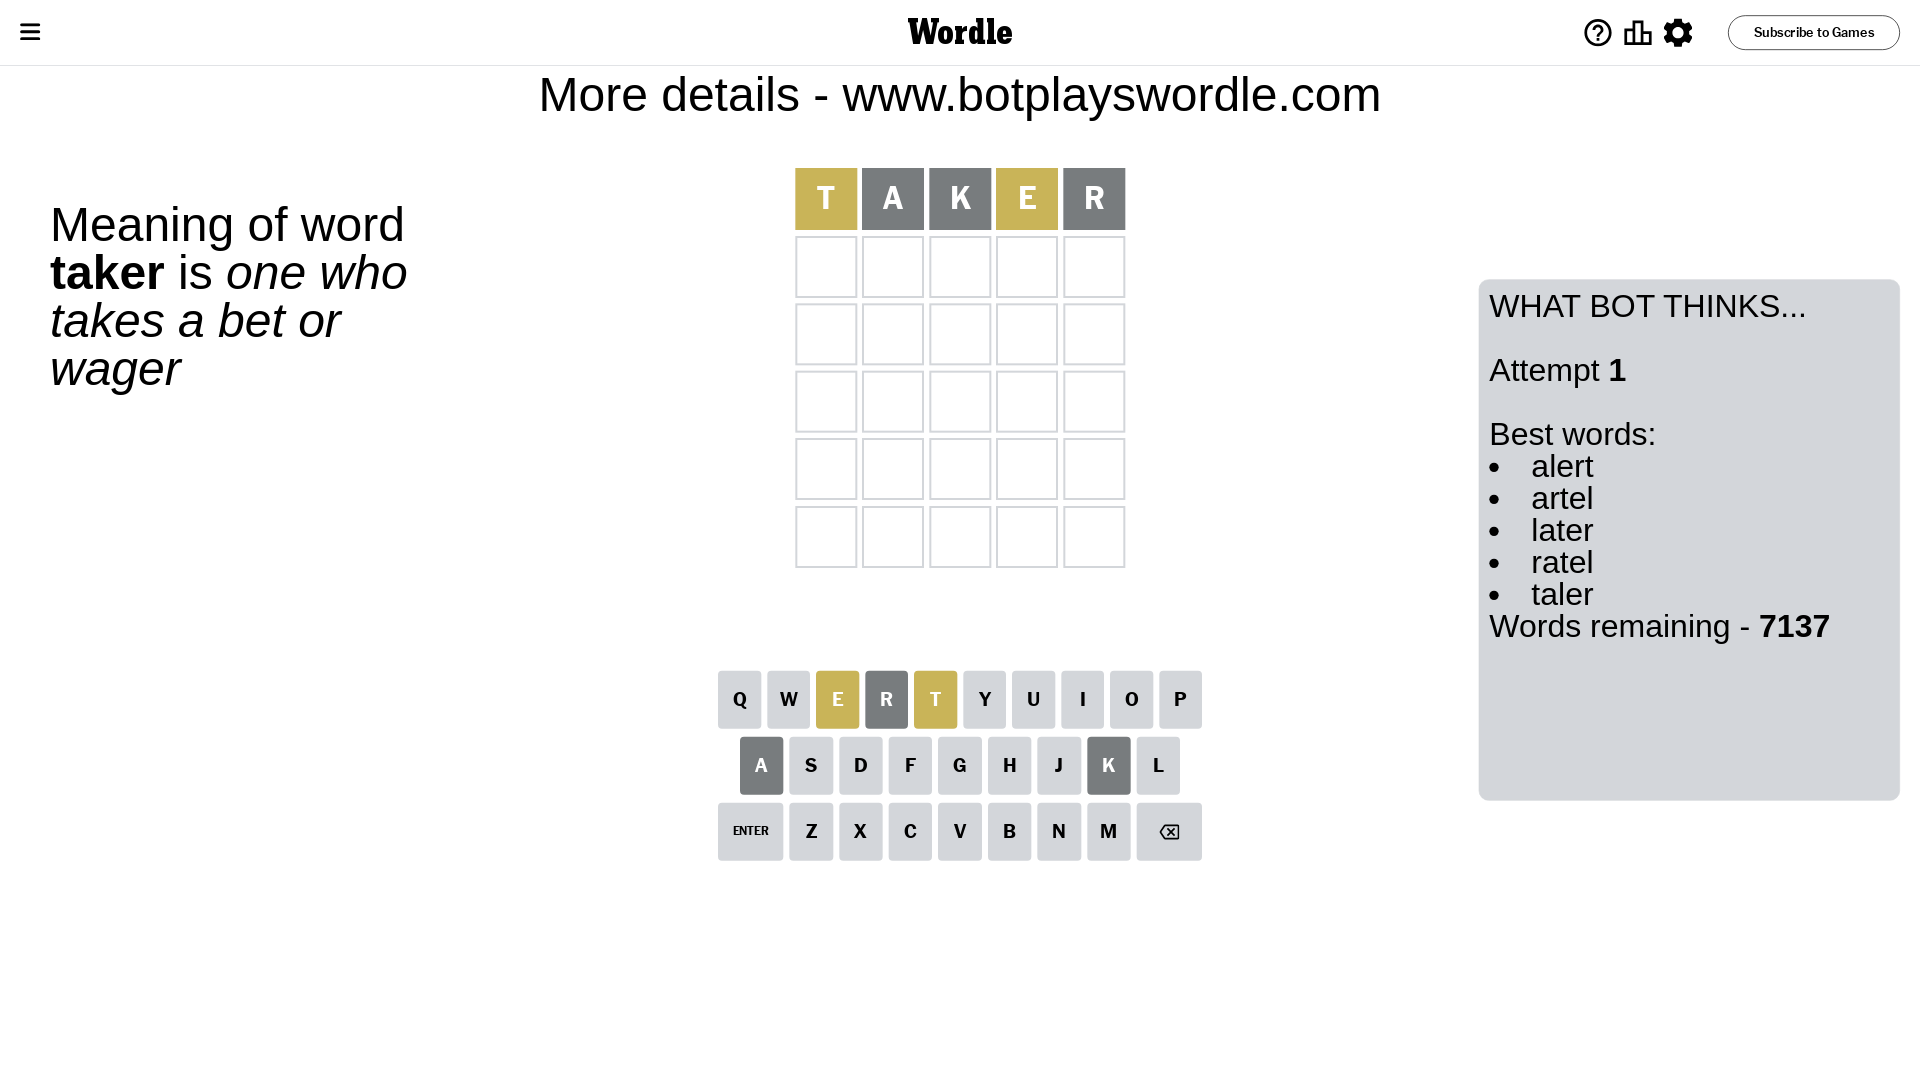 Wordle
Subscribe to Games
More details - www.botplayswordle.com
Meaning of word
taker is one who
takes a bet or
wager
T A K E R
WHAT BOT THINKS...
Attempt 1
Best words:
• alert
• artel
• later
• ratel
• taler
Words remaining - 7137
Q W E R T Y U I O P
A S D F G H J K L
ENTER Z X C V B N M